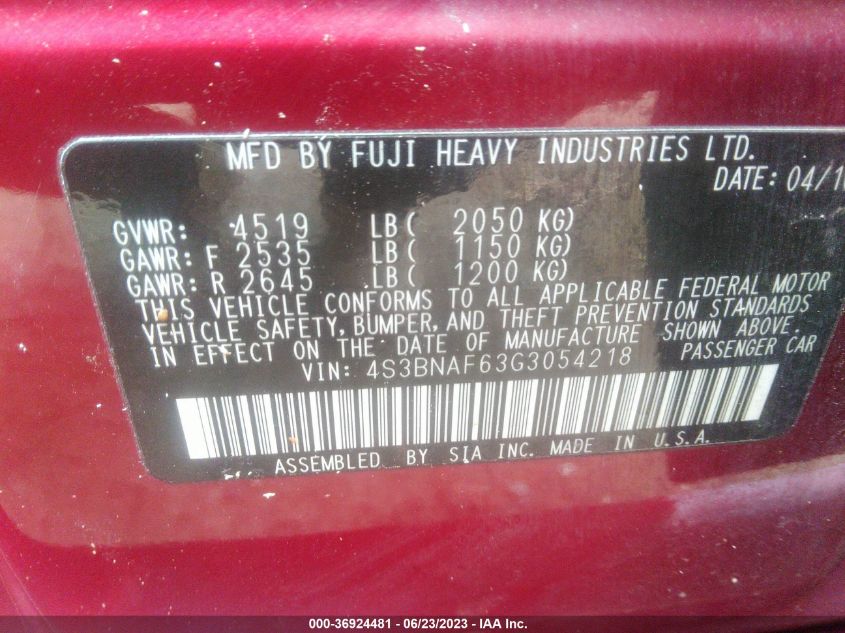 MFD BY FUJI HEAVY INDUSTRIES LTD.
DATE: 04/1
GVWR: 4519 LB( 2050 KG)
GAWR: F 2535 LB( 1150 KG)
GAWR: R 2645 LB( 1200 KG)
THIS VEHICLE CONFORMS TO ALL APPLICABLE FEDERAL MOTOR
VEHICLE SAFETY, BUMPER, AND THEFT PREVENTION STANDARDS
IN EFFECT ON THE DATE OF MANUFACTURE SHOWN ABOVE.
VIN: 4S3BNAF63G3054218 PASSENGER CAR
ASSEMBLED BY SIA INC. MADE IN U.S.A.
000-36924481 - 06/23/2023 - IAA Inc.